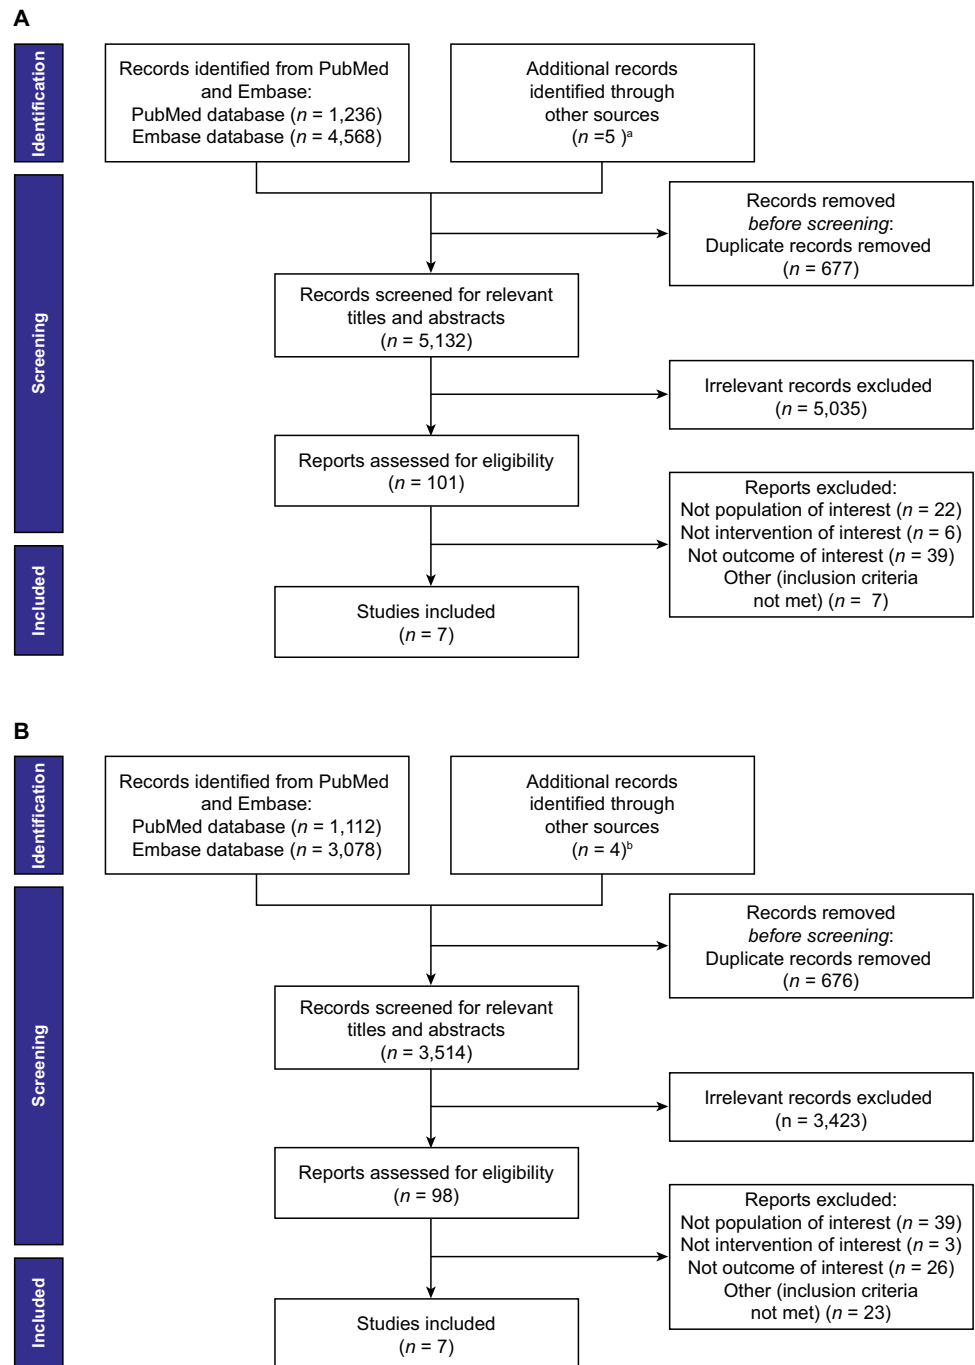 A
Identification
Records identified from PubMed
and Embase:
PubMed database (n = 1,236)
Embase database (n = 4,568)
Additional records
identified through
other sources
(n =5 )a
Screening
Records removed
before screening:
Duplicate records removed
(n = 677)
Records screened for relevant
titles and abstracts
(n = 5,132)
Irrelevant records excluded
(n = 5,035)
Reports assessed for eligibility
(n = 101)
Reports excluded:
Not population of interest (n = 22)
Not intervention of interest (n = 6)
Not outcome of interest (n = 39)
Other (inclusion criteria
not met) (n = 7)
Included
Studies included
(n = 7)
B
Identification
Records identified from PubMed
and Embase:
PubMed database (n = 1,112)
Embase database (n = 3,078)
Additional records
identified through
other sources
(n = 4)b
Screening
Records removed
before screening:
Duplicate records removed
(n = 676)
Records screened for relevant
titles and abstracts
(n = 3,514)
Irrelevant records excluded
(n = 3,423)
Reports assessed for eligibility
(n = 98)
Reports excluded:
Not population of interest (n = 39)
Not intervention of interest (n = 3)
Not outcome of interest (n = 26)
Other (inclusion criteria
not met) (n = 23)
Included
Studies included
(n = 7)